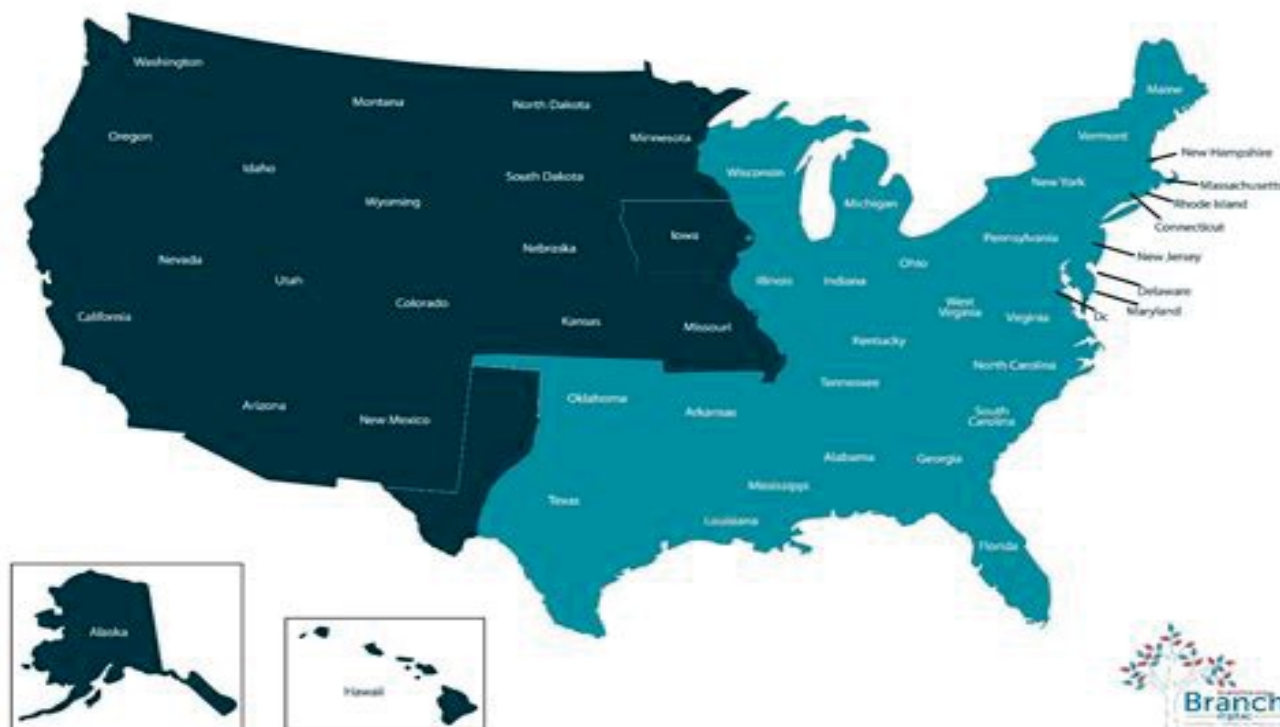 Washington
Montana
North Dakota
Minnesota
Maine
Oregon
Vermont
Idaho
South Dakota
Wisconsin
New Hampshire
New York
Massachusett
Wyoming
Michigan
Rhode Island
Connecticut
Iowa
Pennsylvania
Nebraska
New Jersey
Nevada
Ohio
Utah
Illinois
Indiana
Delaware
Colorado
West
Virginia
Virginia
Maryland
Dc
California
Kansas
Missouri
Kentucky
North Carolina
Tennessee
Arizona
Oklahoma
Arkansas
New Mexico
South
Carolina
Alabama
Georgia
Mississippi
Texas
Louisiana
Florida
Alaska
Hawaii
Branch